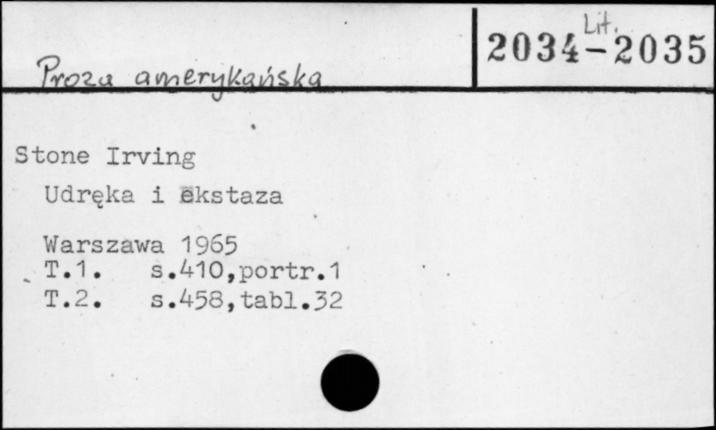 Lit.
2034-2035
Proza amerykańska
Stone Irving
Udręka i ekstaza
Warszawa 1965
T.1. s.410,portr.1
T.2. s.458,tabl.32